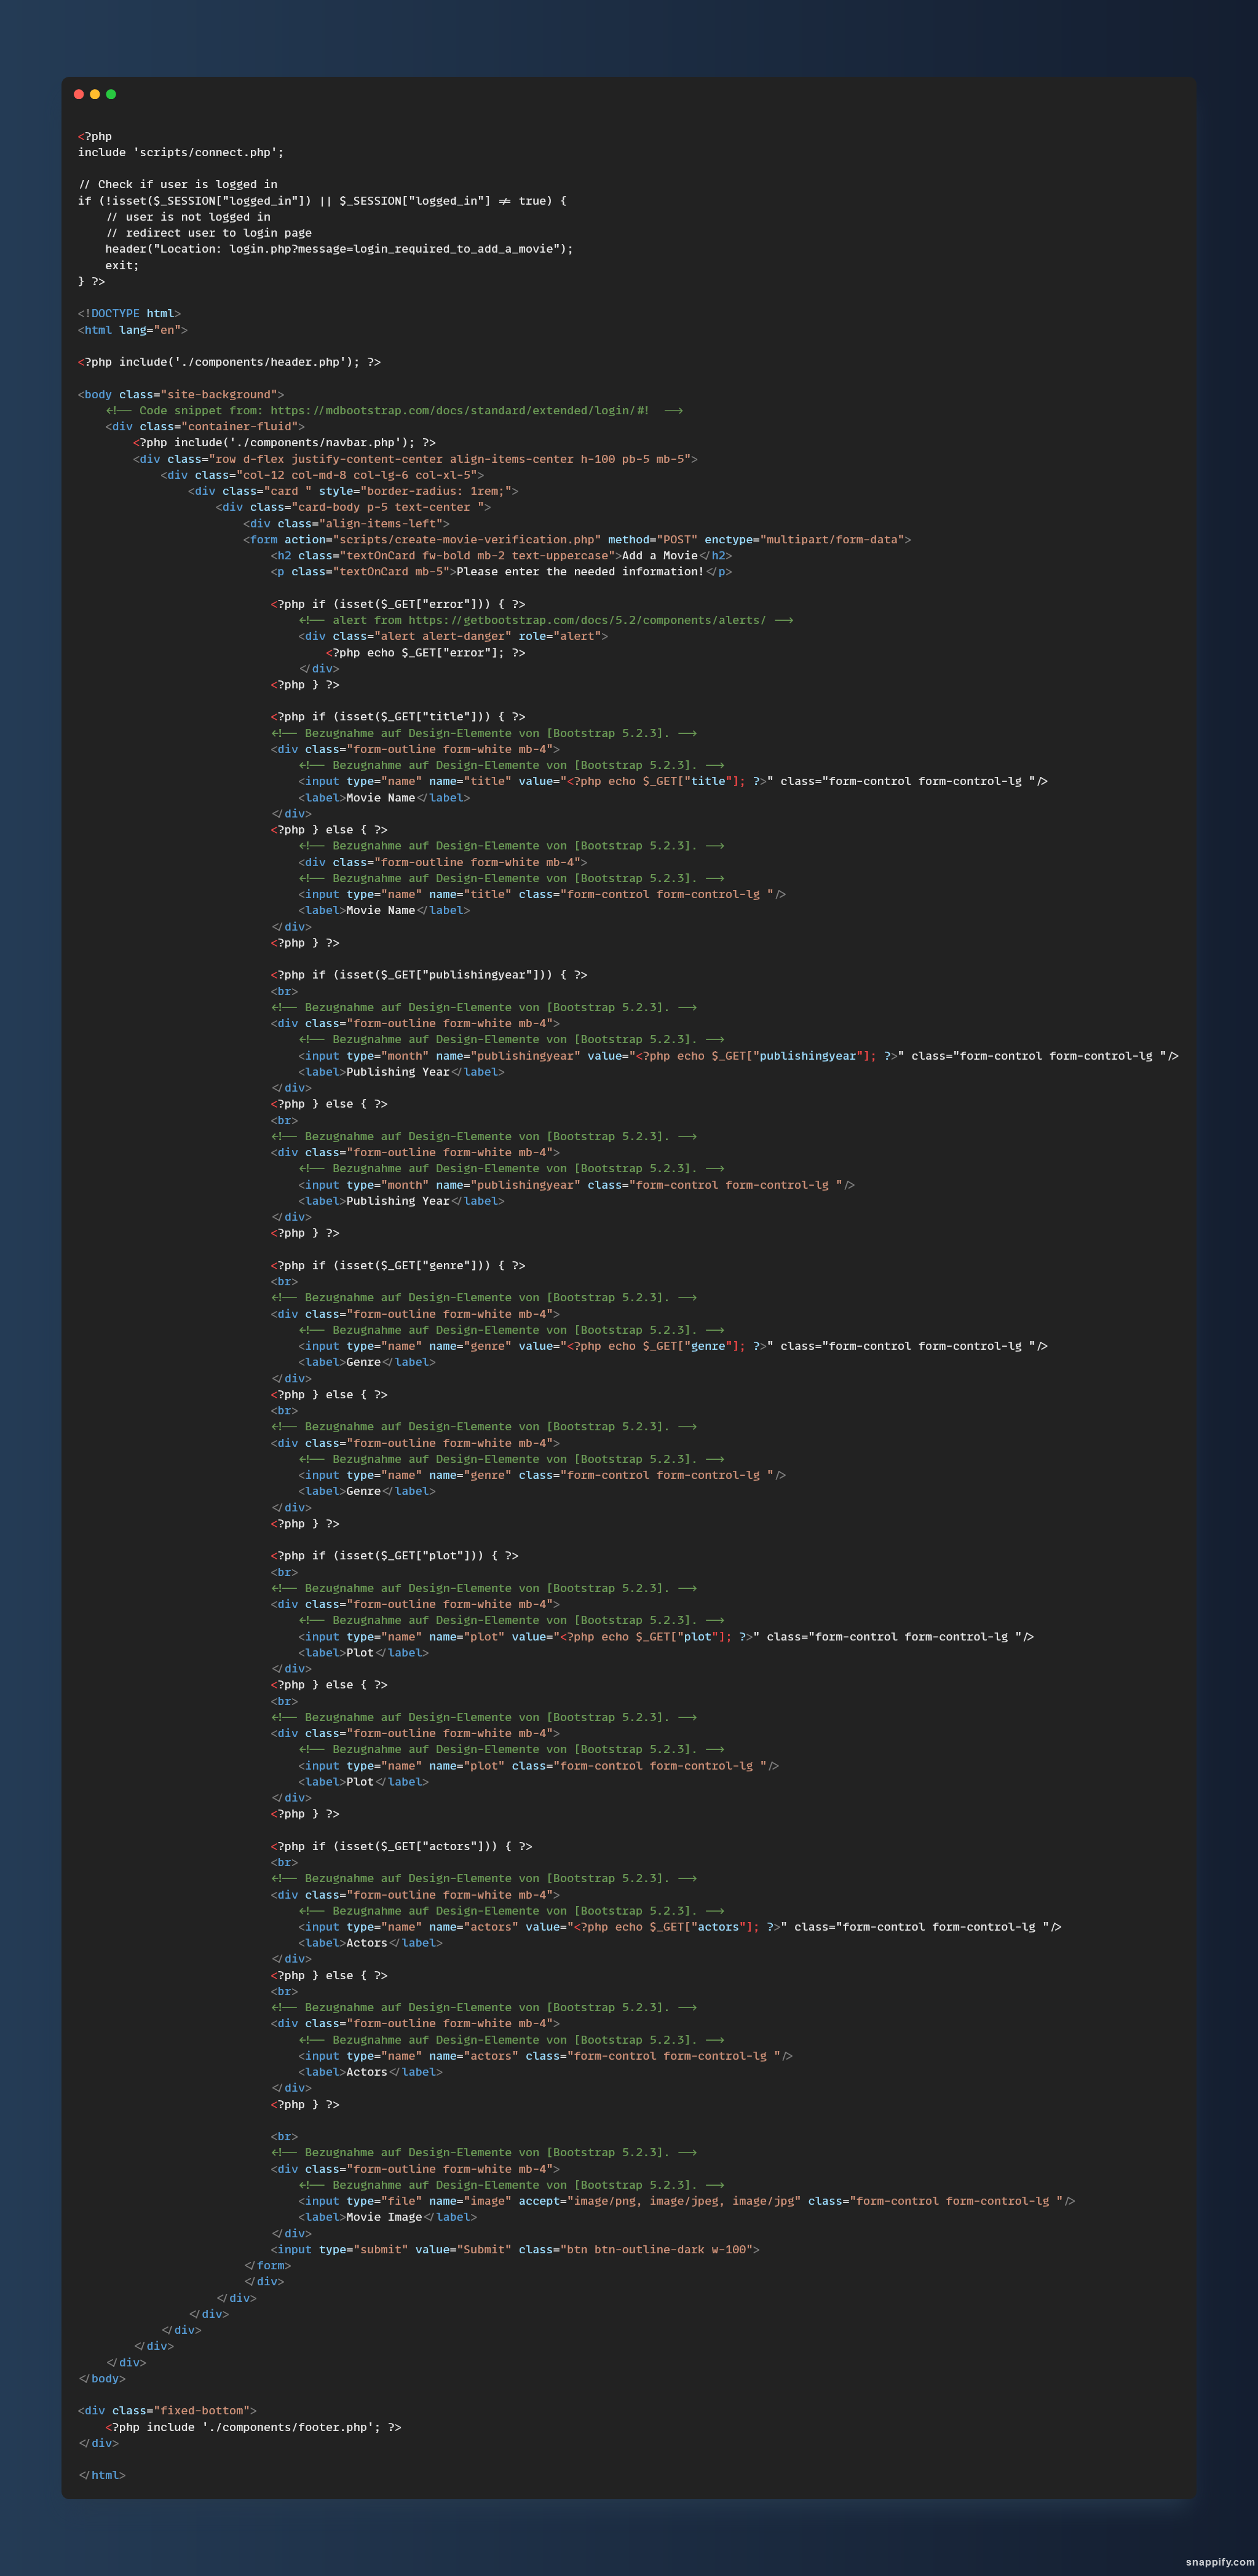 <?php
include 'scripts/connect.php';
// Check if user is logged in
if (!isset($_SESSION["logged_in"]) || $_SESSION["logged_in"] !== true) {
// user is not logged in
// redirect user to login page
header("Location: login.php?message=login_required_to_add_a_movie");
exit;
} ?>
<!DOCTYPE html>
<html lang="en">
<?php include('./components/header.php'); ?>
<body class="site-background">
<!-- Code snippet from: https://mdbootstrap.com/docs/standard/extended/login/#!  -->
<div class="container-fluid">
<?php include('./components/navbar.php'); ?>
<div class="row d-flex justify-content-center align-items-center h-100 pb-5 mb-5">
<div class="col-12 col-md-8 col-lg-6 col-xl-5">
<div class="card " style="border-radius: 1rem;">
<div class="card-body p-5 text-center ">
<div class="align-items-left">
<form action="scripts/create-movie-verification.php" method="POST" enctype="multipart/form-data">
<h2 class="textOnCard fw-bold mb-2 text-uppercase">Add a Movie</h2>
<p class="textOnCard mb-5">Please enter the needed information!</p>
<?php if (isset($_GET["error"])) { ?>
<!-- alert from https://getbootstrap.com/docs/5.2/components/alerts/ -->
<div class="alert alert-danger" role="alert">
<?php echo $_GET["error"]; ?>
</div>
<?php } ?>
<?php if (isset($_GET["title"])) { ?>
<!-- Bezugnahme auf Design-Elemente von [Bootstrap 5.2.3]. -->
<div class="form-outline form-white mb-4">
<!-- Bezugnahme auf Design-Elemente von [Bootstrap 5.2.3]. -->
<input type="name" name="title" value="<?php echo $_GET["title"]; ?>" class="form-control form-control-lg "/>
<label>Movie Name</label>
</div>
<?php } else { ?>
<!-- Bezugnahme auf Design-Elemente von [Bootstrap 5.2.3]. -->
<div class="form-outline form-white mb-4">
<!-- Bezugnahme auf Design-Elemente von [Bootstrap 5.2.3]. -->
<input type="name" name="title" class="form-control form-control-lg "/>
<label>Movie Name</label>
</div>
<?php } ?>
<?php if (isset($_GET["publishingyear"])) { ?>
<br>
<!-- Bezugnahme auf Design-Elemente von [Bootstrap 5.2.3]. -->
<div class="form-outline form-white mb-4">
<!-- Bezugnahme auf Design-Elemente von [Bootstrap 5.2.3]. -->
<input type="month" name="publishingyear" value="<?php echo $_GET["publishingyear"]; ?>" class="form-control form-control-lg "/>
<label>Publishing Year</label>
</div>
<?php } else { ?>
<br>
<!-- Bezugnahme auf Design-Elemente von [Bootstrap 5.2.3]. -->
<div class="form-outline form-white mb-4">
<!-- Bezugnahme auf Design-Elemente von [Bootstrap 5.2.3]. -->
<input type="month" name="publishingyear" class="form-control form-control-lg "/>
<label>Publishing Year</label>
</div>
<?php } ?>
<?php if (isset($_GET["genre"])) { ?>
<br>
<!-- Bezugnahme auf Design-Elemente von [Bootstrap 5.2.3]. -->
<div class="form-outline form-white mb-4">
<!-- Bezugnahme auf Design-Elemente von [Bootstrap 5.2.3]. -->
<input type="name" name="genre" value="<?php echo $_GET["genre"]; ?>" class="form-control form-control-lg "/>
<label>Genre</label>
</div>
<?php } else { ?>
<br>
<!-- Bezugnahme auf Design-Elemente von [Bootstrap 5.2.3]. -->
<div class="form-outline form-white mb-4">
<!-- Bezugnahme auf Design-Elemente von [Bootstrap 5.2.3]. -->
<input type="name" name="genre" class="form-control form-control-lg "/>
<label>Genre</label>
</div>
<?php } ?>
<?php if (isset($_GET["plot"])) { ?>
<br>
<!-- Bezugnahme auf Design-Elemente von [Bootstrap 5.2.3]. -->
<div class="form-outline form-white mb-4">
<!-- Bezugnahme auf Design-Elemente von [Bootstrap 5.2.3]. -->
<input type="name" name="plot" value="<?php echo $_GET["plot"]; ?>" class="form-control form-control-lg "/>
<label>Plot</label>
</div>
<?php } else { ?>
<br>
<!-- Bezugnahme auf Design-Elemente von [Bootstrap 5.2.3]. -->
<div class="form-outline form-white mb-4">
<!-- Bezugnahme auf Design-Elemente von [Bootstrap 5.2.3]. -->
<input type="name" name="plot" class="form-control form-control-lg "/>
<label>Plot</label>
</div>
<?php } ?>
<?php if (isset($_GET["actors"])) { ?>
<br>
<!-- Bezugnahme auf Design-Elemente von [Bootstrap 5.2.3]. -->
<div class="form-outline form-white mb-4">
<!-- Bezugnahme auf Design-Elemente von [Bootstrap 5.2.3]. -->
<input type="name" name="actors" value="<?php echo $_GET["actors"]; ?>" class="form-control form-control-lg "/>
<label>Actors</label>
</div>
<?php } else { ?>
<br>
<!-- Bezugnahme auf Design-Elemente von [Bootstrap 5.2.3]. -->
<div class="form-outline form-white mb-4">
<!-- Bezugnahme auf Design-Elemente von [Bootstrap 5.2.3]. -->
<input type="name" name="actors" class="form-control form-control-lg "/>
<label>Actors</label>
</div>
<?php } ?>
<br>
<!-- Bezugnahme auf Design-Elemente von [Bootstrap 5.2.3]. -->
<div class="form-outline form-white mb-4">
<!-- Bezugnahme auf Design-Elemente von [Bootstrap 5.2.3]. -->
<input type="file" name="image" accept="image/png, image/jpeg, image/jpg" class="form-control form-control-lg "/>
<label>Movie Image</label>
</div>
<input type="submit" value="Submit" class="btn btn-outline-dark w-100">
</form>
</div>
</div>
</div>
</div>
</div>
</div>
</body>
<div class="fixed-bottom">
<?php include './components/footer.php'; ?>
</div>
</html>
snappify.com